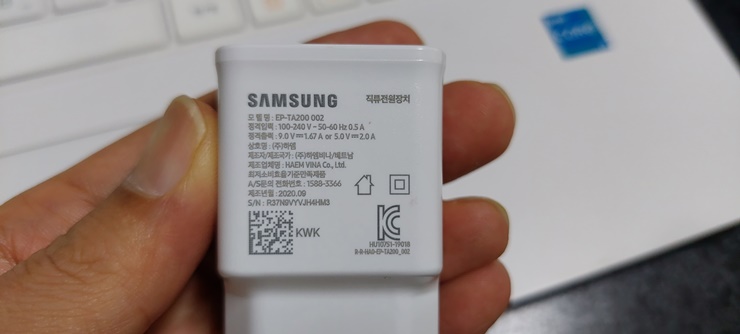 SAMSUNG 직류전원장치
모 델 명 : EP-TA200 002
정격입력 : 100-240 V ~ 50-60 Hz 0.5 A
정격출력 : 9.0 V⎓1.67 A or 5.0 V⎓2.0 A
상호명 : (주)하엠
제조자/제조국가 : (주)하엠비나/베트남
제조업체명 : HAEM VINA Co., Ltd.
최저소비효율기준만족제품
A/S문의 전화번호 : 1588-3366
제조년월 : 2020.09
S/N : R37N9VYVJH4HM3
KWK
HU10751-19018
R-R-HAD-EP-TA200_002